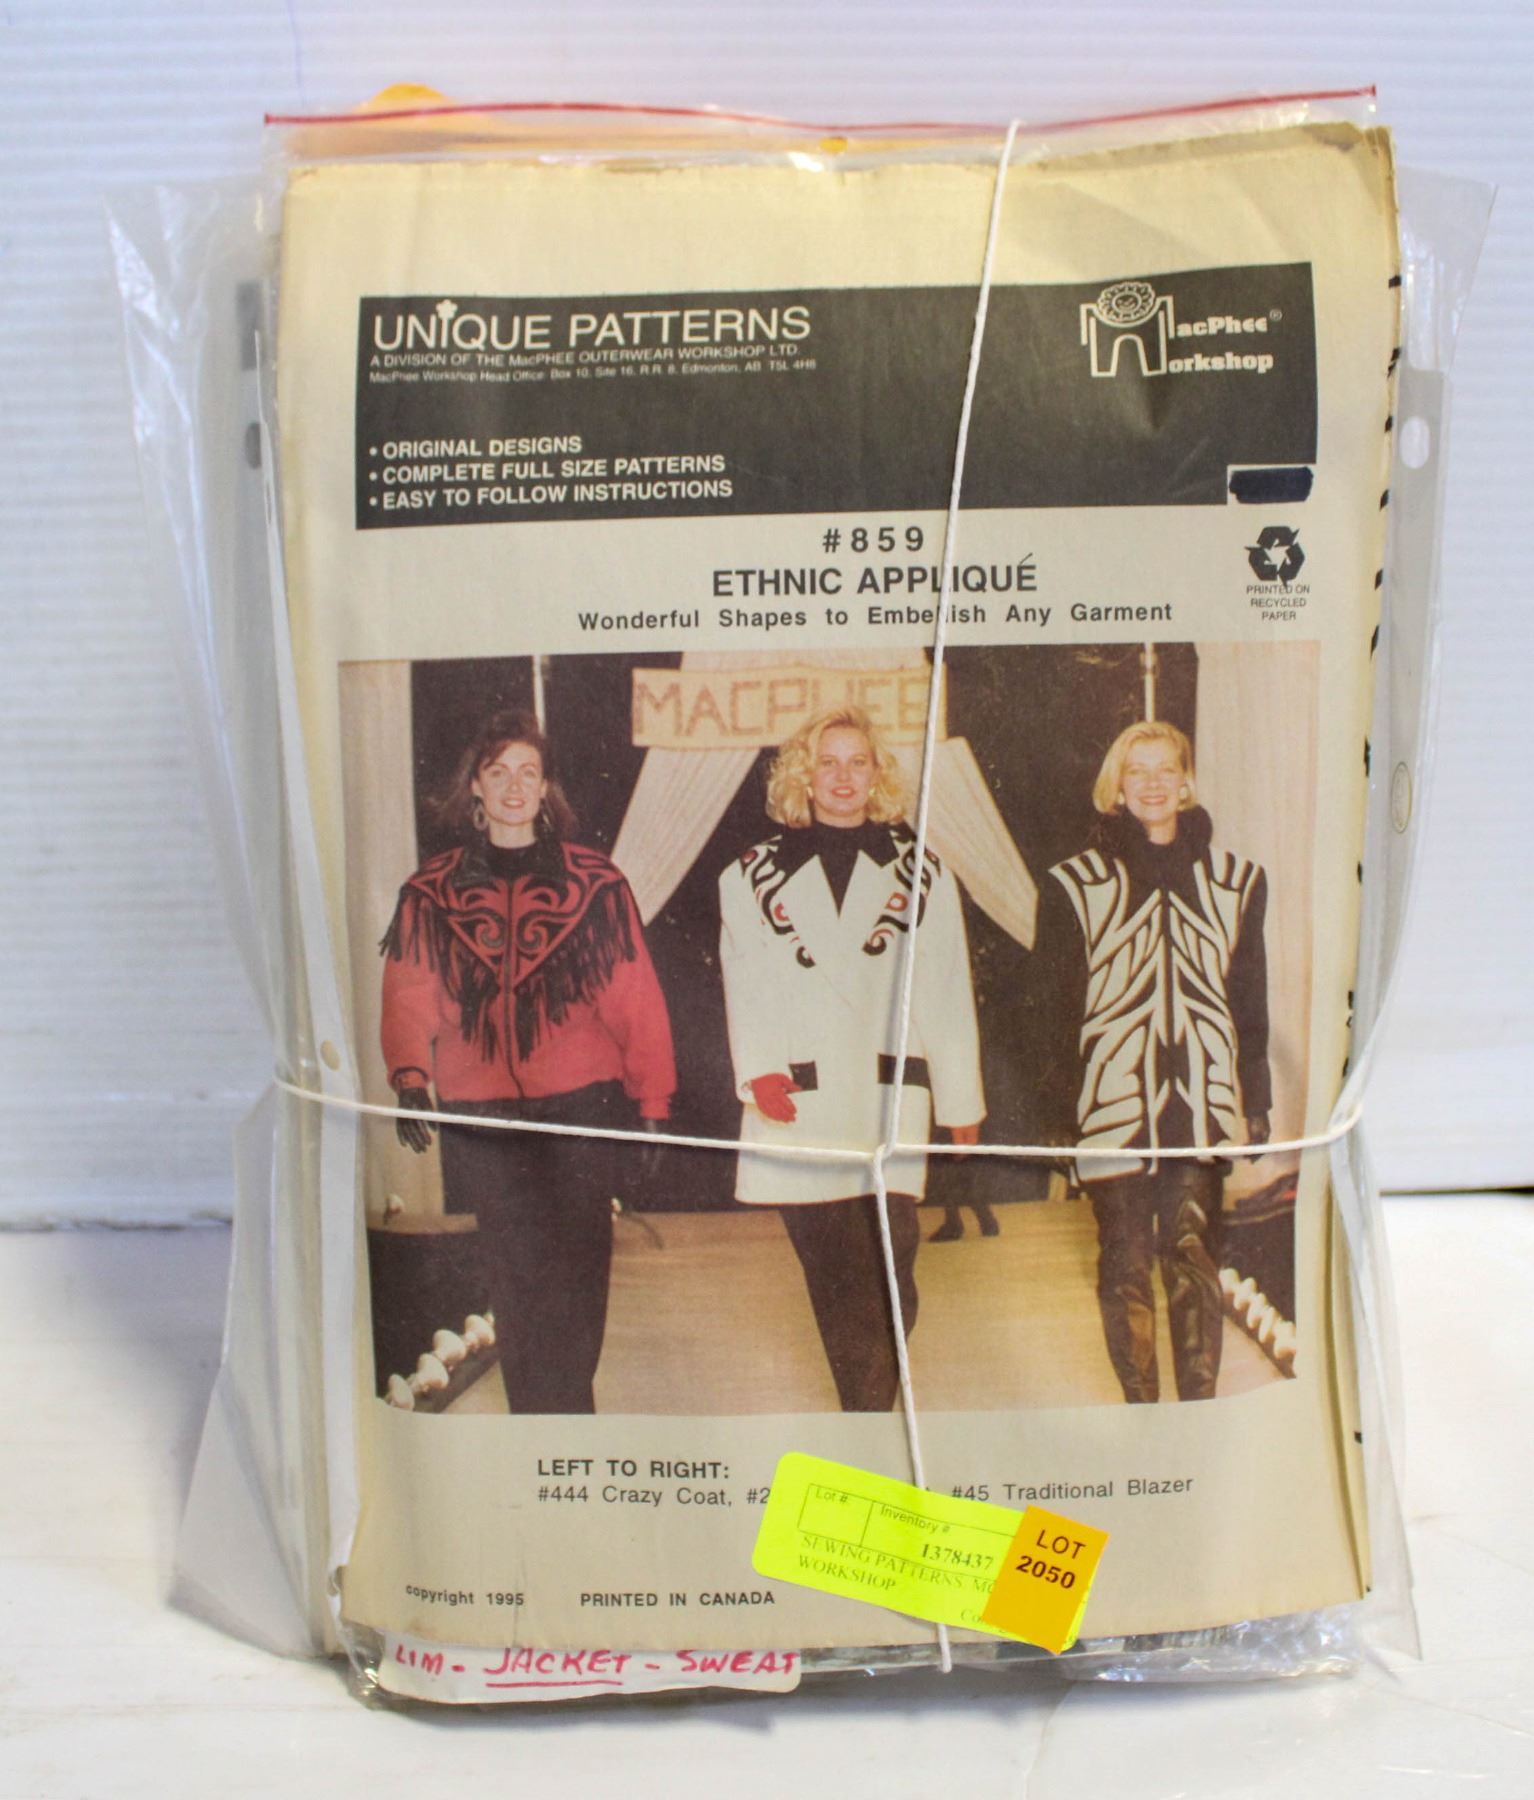 UNIQUE PATTERNS
A DIVISION OF THE MacPHEE OUTERWEAR WORKSHOP LTD.
MacPhee Workshop Head Office: Box 10, Site 16, R.R. 8, Edmonton, AB T5L 4H8
MacPhee®
Workshop
• ORIGINAL DESIGNS
• COMPLETE FULL SIZE PATTERNS
• EASY TO FOLLOW INSTRUCTIONS
#859
ETHNIC APPLIQUÉ
Wonderful Shapes to Embellish Any Garment
PRINTED ON
RECYCLED
PAPER
MACPHEE
LEFT TO RIGHT:
#444 Crazy Coat, #45 Traditional Blazer
Lot #
Inventory #
1378437
SEWING PATTERNS
WORKSHOP
LOT
2050
copyright 1995 PRINTED IN CANADA
JACKET - SWEAT